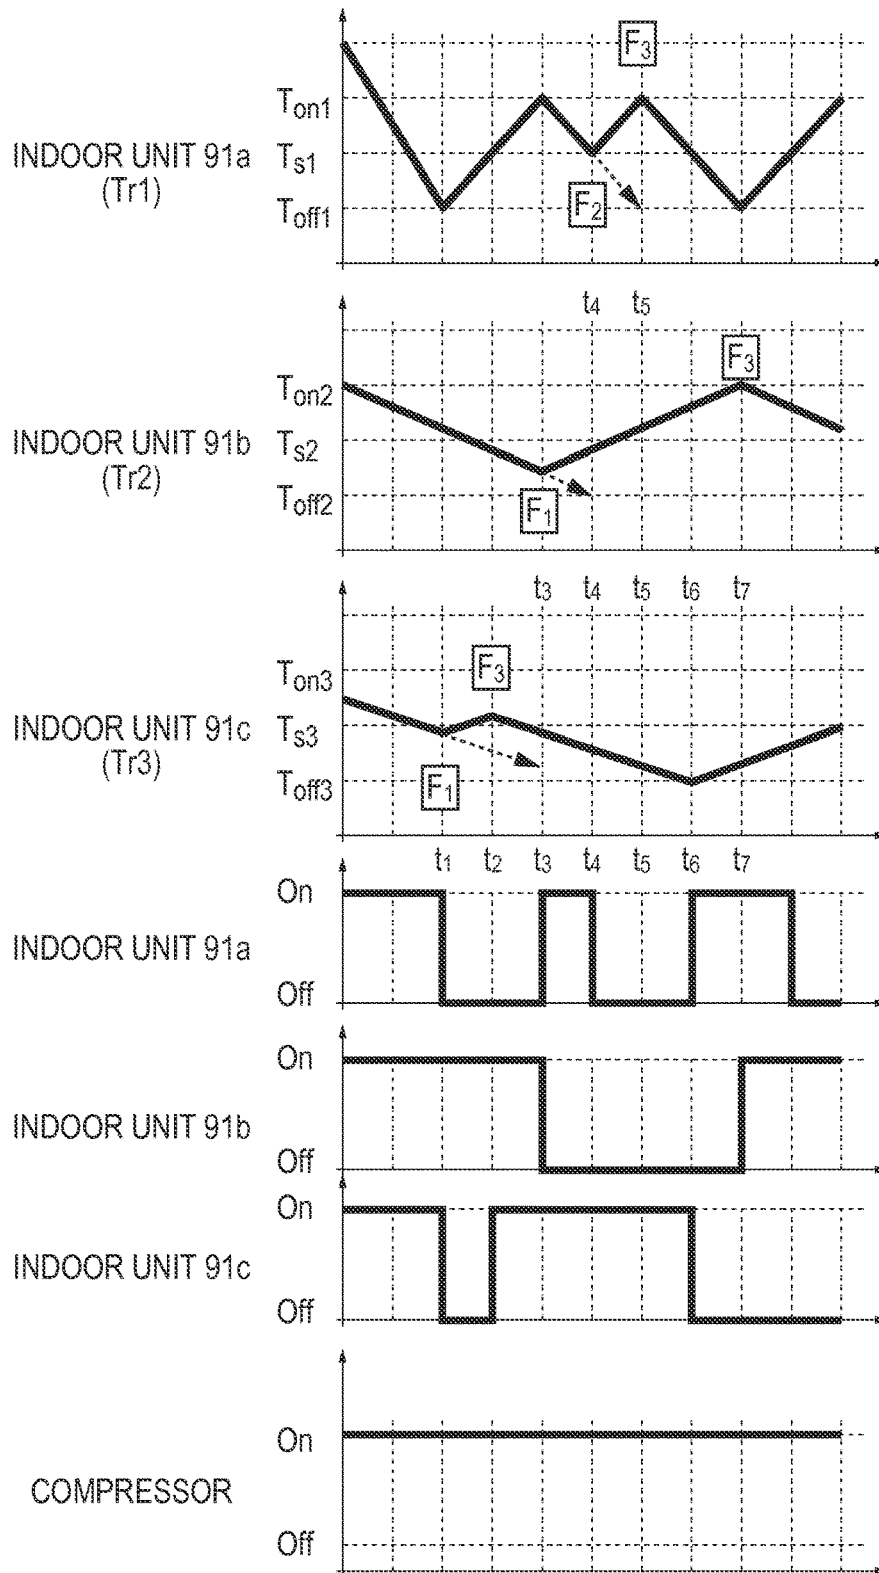 F3
Ton1
INDOOR UNIT 91a
(Tr1)
Ts1
Toff1
F2
t4 t5
F3
Ton2
INDOOR UNIT 91b
(Tr2)
Ts2
Toff2
F1
t3 t4 t5 t6 t7
Ton3
F3
INDOOR UNIT 91c
(Tr3)
Ts3
Toff3
F1
t1 t2 t3 t4 t5 t6 t7
On
INDOOR UNIT 91a
Off
On
INDOOR UNIT 91b
Off
On
INDOOR UNIT 91c
Off
On
COMPRESSOR
Off